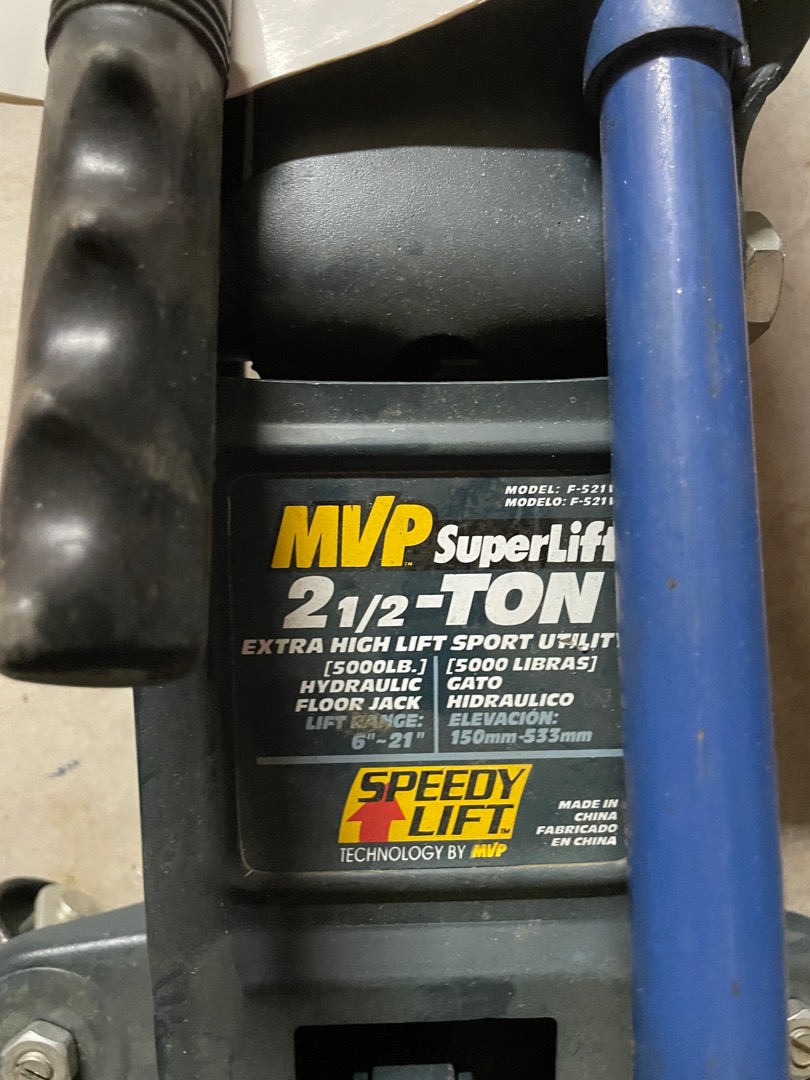 MODEL: F-521
MODELO: F-521
MVP SuperLift
2 1/2-TON
EXTRA HIGH LIFT SPORT UTILITY
[5000LB.]
HYDRAULIC
FLOOR JACK
LIFT RANGE:
6"~21"
[5000 LIBRAS]
GATO
HIDRAULICO
ELEVACIÓN:
150mm-533mm
SPEEDY
LIFT™
TECHNOLOGY BY MVP
MADE IN
CHINA
FABRICADO
EN CHINA